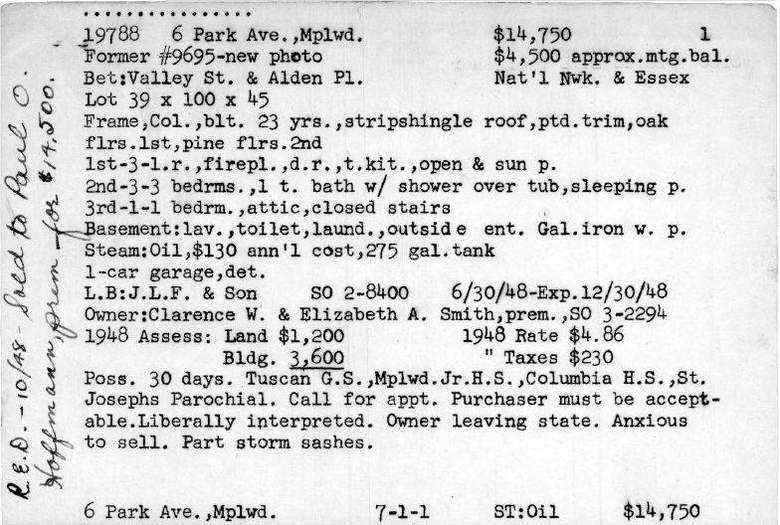 19788 6 Park Ave.,Mplwd. $14,750 1
Former #9695-new photo $4,500 approx.mtg.bal.
Bet:Valley St. & Alden Pl. Nat'l Nwk. & Essex
Lot 39 x 100 x 45
Frame,Col.,blt. 23 yrs.,stripshingle roof,ptd.trim,oak
flrs.1st,pine flrs.2nd
1st-3-l.r.,firepl.,d.r.,t.kit.,open & sun p.
2nd-3-3 bedrms.,1 t. bath w/ shower over tub,sleeping p.
3rd-1-1 bedrm.,attic,closed stairs
Basement:lav.,toilet,laund.,outside ent. Gal.iron w. p.
Steam:Oil,$130 ann'l cost,275 gal.tank
1-car garage,det.
L.B:J.L.F. & Son SO 2-8400 6/30/48-Exp.12/30/48
Owner:Clarence W. & Elizabeth A. Smith,prem.,SO 3-2294
1948 Assess: Land $1,200 1948 Rate $4.86
Bldg. 3,600 " Taxes $230
Poss. 30 days. Tuscan G.S.,Mplwd.Jr.H.S.,Columbia H.S.,St.
Josephs Parochial. Call for appt. Purchaser must be accept-
able.Liberally interpreted. Owner leaving state. Anxious
to sell. Part storm sashes.
6 Park Ave.,Mplwd. 7-1-1 ST:Oil $14,750
R.E.D.-10/48-Sold to Paul O.
Hoffmann, prem-for $14,500.